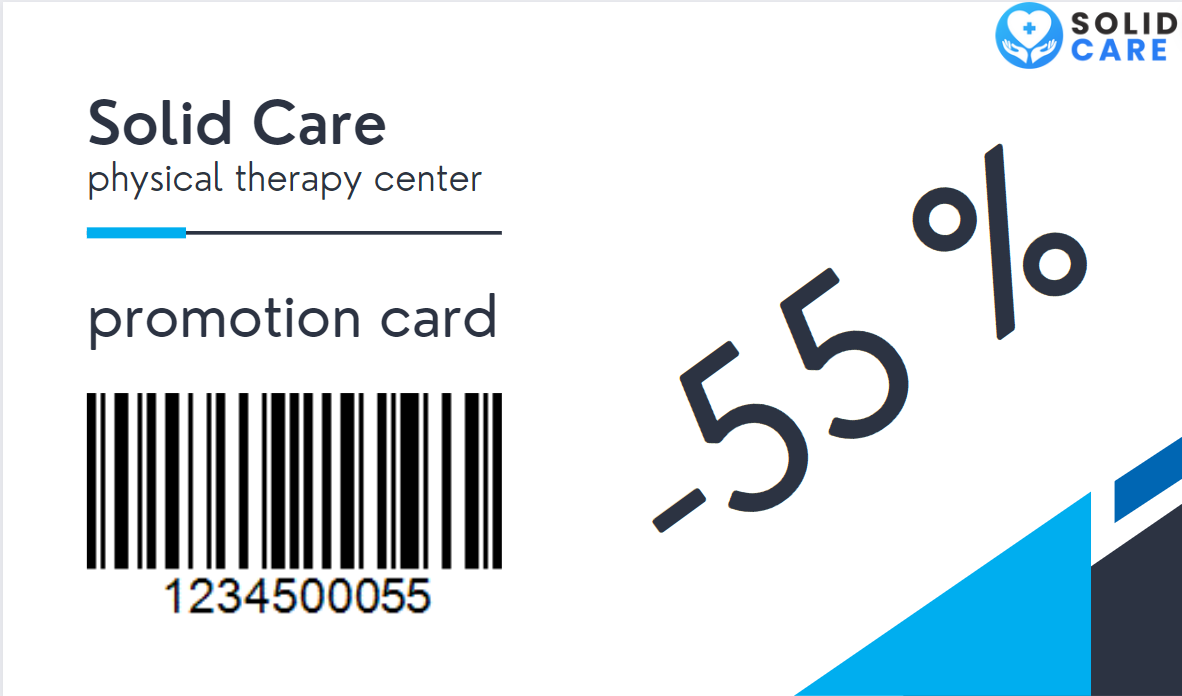 SOLID
CARE
Solid Care
physical therapy center
promotion card
-55 %
1234500055